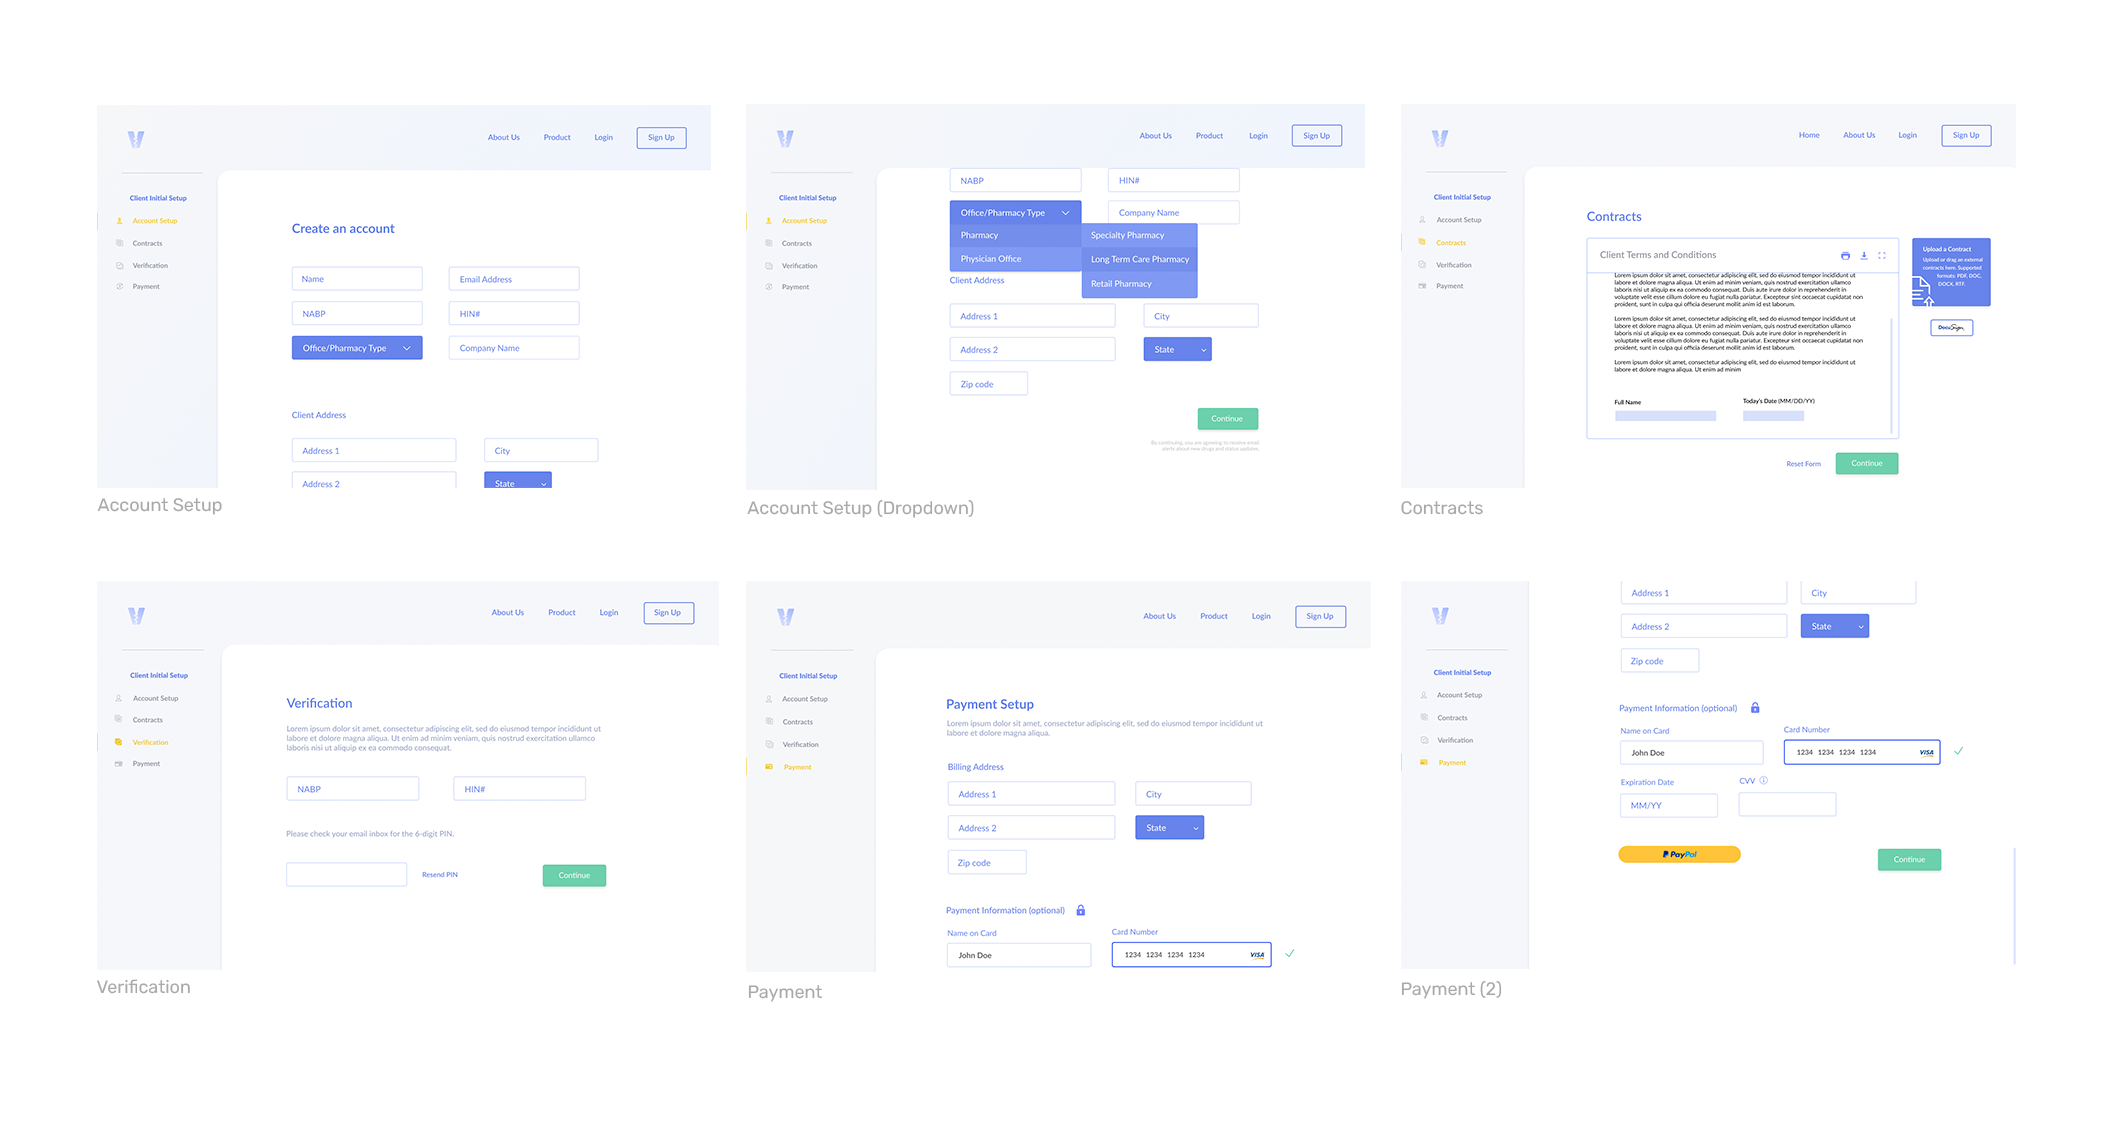 About Us Product Login Sign Up
Client Initial Setup
Account Setup
Contracts
Verification
Payment
Create an account
Name Email Address
NABP HIN#
Office/Pharmacy Type Company Name
Client Address
Address 1 City
Address 2 State
Account Setup
About Us Product Login Sign Up
Client Initial Setup
Account Setup
Contracts
Verification
Payment
NABP HIN#
Office/Pharmacy Type Company Name
Pharmacy Specialty Pharmacy
Physician Office Long Term Care Pharmacy
Retail Pharmacy
Client Address
Address 1 City
Address 2 State
Zip code
Continue
By continuing, you are agreeing to receive email
alerts about new drugs and status updates.
Account Setup (Dropdown)
Home About Us Login Sign Up
Client Initial Setup
Account Setup
Contracts
Verification
Payment
Contracts
Client Terms and Conditions
Lorem ipsum dolor sit amet, consectetur adipiscing elit, sed do eiusmod tempor incididunt ut
labore et dolore magna aliqua. Ut enim ad minim veniam, quis nostrud exercitation ullamco
laboris nisi ut aliquip ex ea commodo consequat. Duis aute irure dolor in reprehenderit in
voluptate velit esse cillum dolore eu fugiat nulla pariatur. Excepteur sint occaecat cupidatat non
proident, sunt in culpa qui officia deserunt mollit anim id est laborum.
Lorem ipsum dolor sit amet, consectetur adipiscing elit, sed do eiusmod tempor incididunt ut
labore et dolore magna aliqua. Ut enim ad minim veniam, quis nostrud exercitation ullamco
laboris nisi ut aliquip ex ea commodo consequat. Duis aute irure dolor in reprehenderit in
voluptate velit esse cillum dolore eu fugiat nulla pariatur. Excepteur sint occaecat cupidatat non
proident, sunt in culpa qui officia deserunt mollit anim id est laborum.
Lorem ipsum dolor sit amet, consectetur adipiscing elit, sed do eiusmod tempor incididunt ut
labore et dolore magna aliqua. Ut enim ad minim
Full Name Today's Date (MM/DD/YY)
Reset Form Continue
Upload a Contract
Upload or drag an external
contracts here. Supported
formats: PDF, DOC,
DOCX, RTF.
DocuSign
Contracts
About Us Product Login Sign Up
Client Initial Setup
Account Setup
Contracts
Verification
Payment
Verification
Lorem ipsum dolor sit amet, consectetur adipiscing elit, sed do eiusmod tempor incididunt ut
labore et dolore magna aliqua. Ut enim ad minim veniam, quis nostrud exercitation ullamco
laboris nisi ut aliquip ex ea commodo consequat.
NABP HIN#
Please check your email inbox for the 6-digit PIN.
Resend PIN Continue
Verification
About Us Product Login Sign Up
Client Initial Setup
Account Setup
Contracts
Verification
Payment
Payment Setup
Lorem ipsum dolor sit amet, consectetur adipiscing elit, sed do eiusmod tempor incididunt ut
labore et dolore magna aliqua.
Billing Address
Address 1 City
Address 2 State
Zip code
Payment Information (optional)
Name on Card Card Number
John Doe 1234 1234 1234 1234 VISA
Payment
Client Initial Setup
Account Setup
Contracts
Verification
Payment
Address 1 City
Address 2 State
Zip code
Payment Information (optional)
Name on Card Card Number
John Doe 1234 1234 1234 1234 VISA
Expiration Date CVV
MM/YY
PayPal Continue
Payment (2)